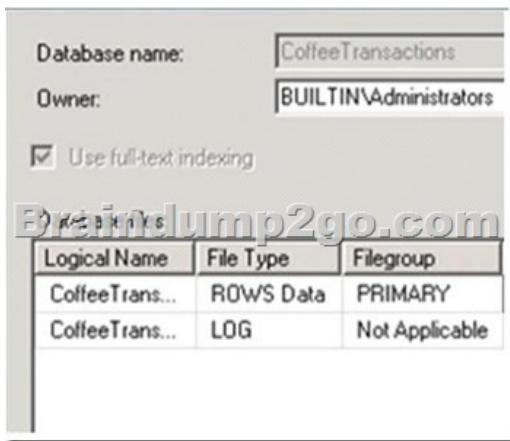 Database name: CoffeeTransactions
Owner: BUILTIN\Administrators
Use full-text indexing
Braindump2go.com
Logical Name File Type Filegroup
CoffeeTrans... ROWS Data PRIMARY
CoffeeTrans... LOG Not Applicable